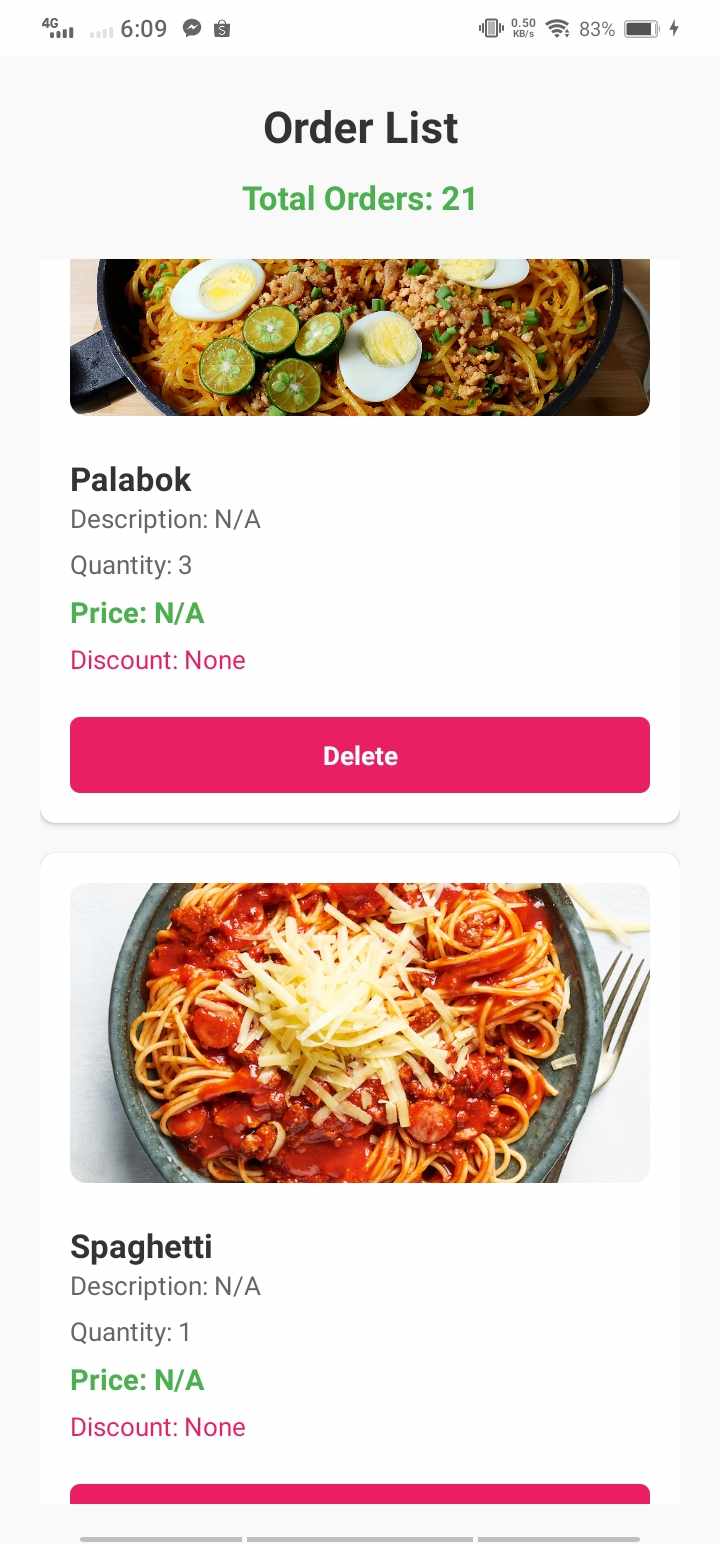 4G 6:09 0.50 KB/s 83%
Order List
Total Orders: 21
Palabok
Description: N/A
Quantity: 3
Price: N/A
Discount: None
Delete
Spaghetti
Description: N/A
Quantity: 1
Price: N/A
Discount: None